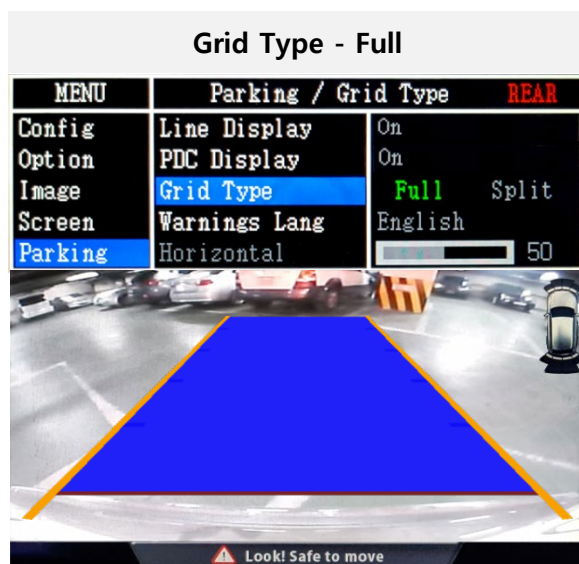 Grid Type - Full
MENU Parking / Grid Type REAR
Config Line Display On
Option PDC Display On
Image Grid Type Full Split
Screen Warnings Lang English
Parking Horizontal 50
Look! Safe to move